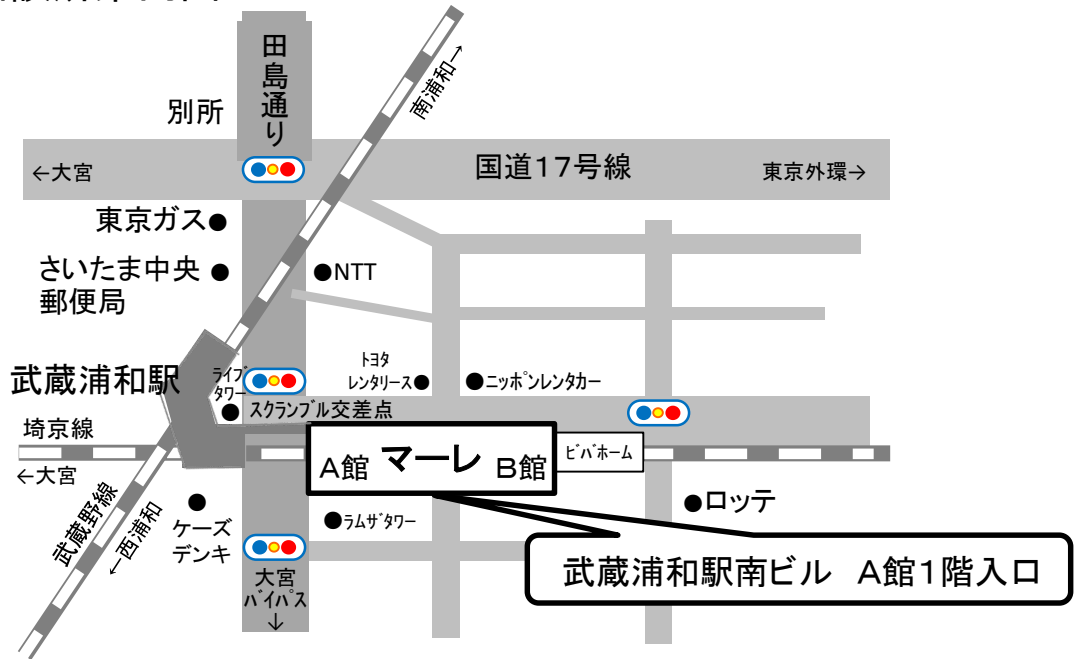 田島通り
南浦和→
別所
←大宮
国道17号線
東京外環→
東京ガス●
さいたま中央●
郵便局
●NTT
武蔵浦和駅
ライブ
タワー
●
スクランブル交差点
トヨタ
レンタリース●
●ニッポンレンタカー
埼京線
←大宮
A館 マーレ B館
ビバホーム
武蔵野線
←西浦和
●
ケーズ
デンキ
●ラムザタワー
●ロッテ
大宮
バイパス
↓
武蔵浦和駅南ビル A館1階入口